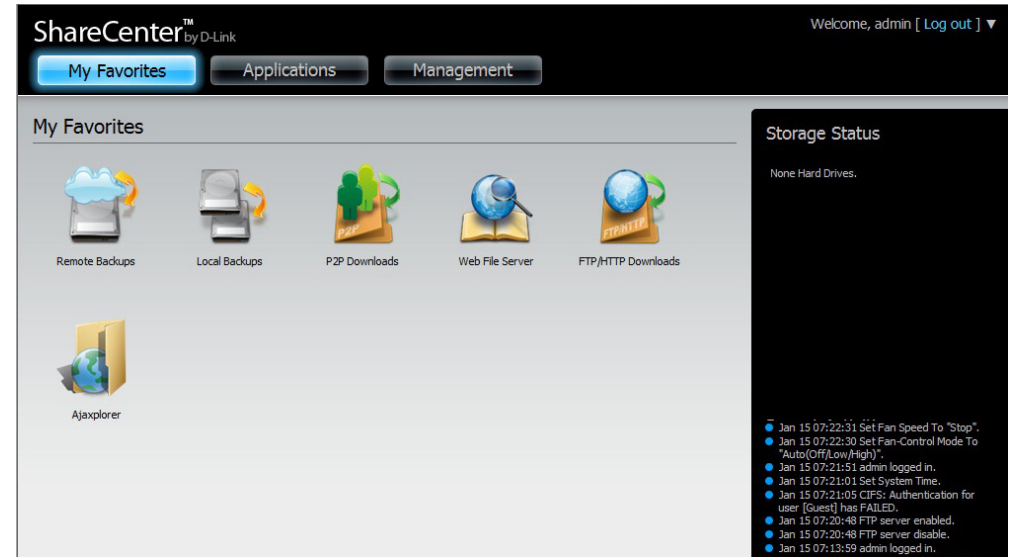 ShareCenter™ by D-Link
Welcome, admin [ Log out ] ▼
My Favorites Applications Management
My Favorites
Storage Status
None Hard Drives.
P2P
FTP/HTTP
Remote Backups Local Backups P2P Downloads Web File Server FTP/HTTP Downloads
Ajaxplorer
Jan 15 07:22:31 Set Fan Speed To "Stop".
Jan 15 07:22:30 Set Fan-Control Mode To
"Auto(Off/Low/High)".
Jan 15 07:21:51 admin logged in.
Jan 15 07:21:01 Set System Time.
Jan 15 07:21:05 CIFS: Authentication for
user [Guest] has FAILED.
Jan 15 07:20:48 FTP server enabled.
Jan 15 07:20:48 FTP server disable.
Jan 15 07:13:59 admin logged in.